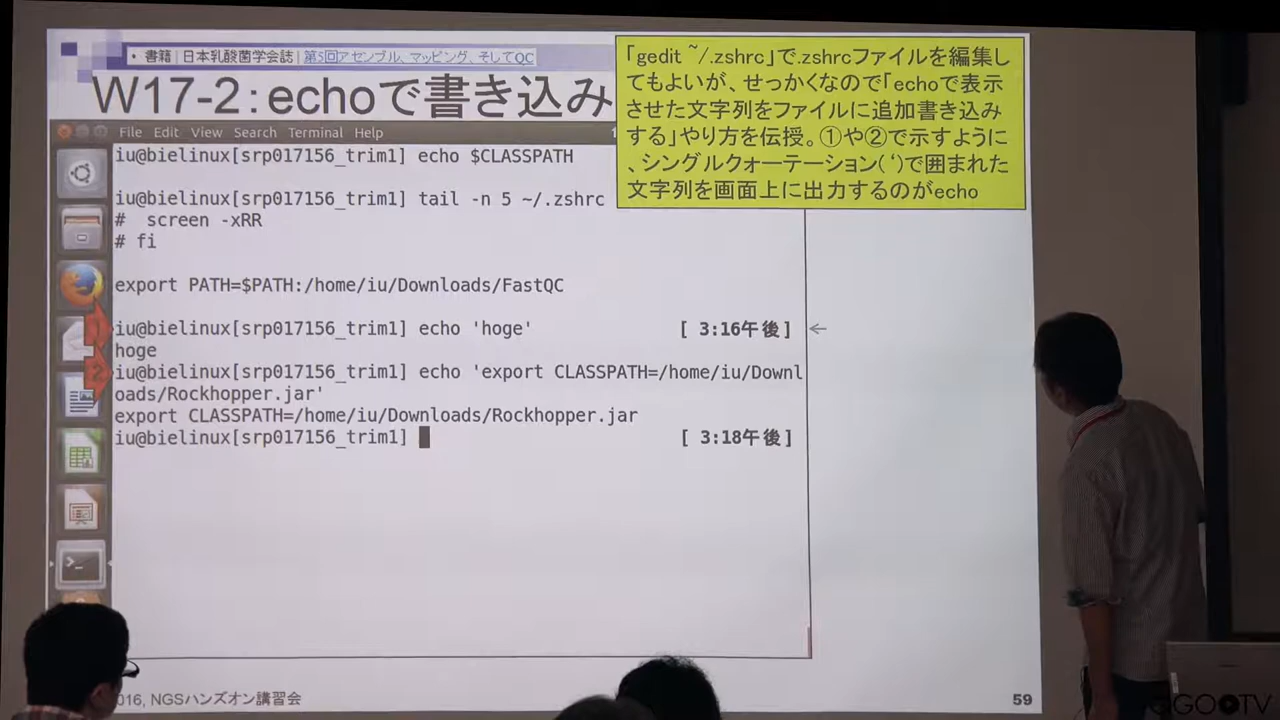 • 書籍 | 日本乳酸菌学会誌 | 第5回アセンブル、マッピング、そしてQC
W17-2：echoで書き込み
「gedit ~/.zshrc」で.zshrcファイルを編集し
てもよいが、せっかくなので「echoで表示
させた文字列をファイルに追加書き込み
する」やり方を伝授。①や②で示すように
、シングルクォーテーション(‘)で囲まれた
文字列を画面上に出力するのがecho
File Edit View Search Terminal Help
iu@bielinux[srp017156_trim1] echo $CLASSPATH
iu@bielinux[srp017156_trim1] tail -n 5 ~/.zshrc
#  screen -xRR
# fi
export PATH=$PATH:/home/iu/Downloads/FastQC
1
iu@bielinux[srp017156_trim1] echo 'hoge' [ 3:16午後] ←
hoge
2
iu@bielinux[srp017156_trim1] echo 'export CLASSPATH=/home/iu/Downl
oads/Rockhopper.jar'
export CLASSPATH=/home/iu/Downloads/Rockhopper.jar
iu@bielinux[srp017156_trim1] [ 3:18午後]
016, NGSハンズオン講習会
59
GOTV